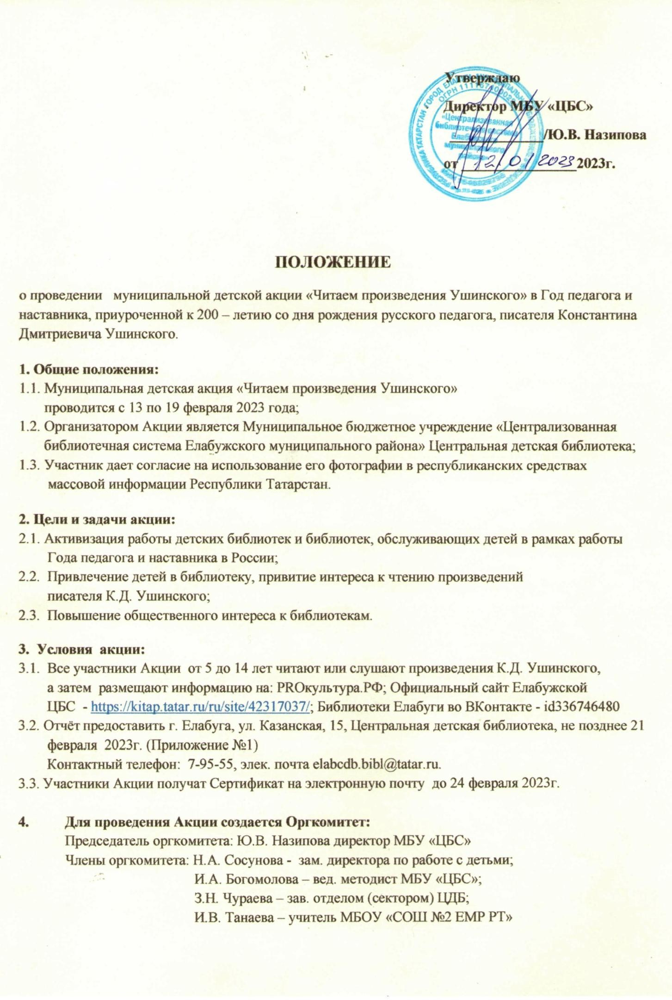 Утверждаю
Директор МБУ «ЦБС»
/Ю.В. Назипова
от 12/01/2023 2023г.
«Централизованная
библиотечная система
Елабужского
муниципального
района»
ПОЛОЖЕНИЕ
о проведении муниципальной детской акции «Читаем произведения Ушинского» в Год педагога и
наставника, приуроченной к 200 – летию со дня рождения русского педагога, писателя Константина
Дмитриевича Ушинского.
1. Общие положения:
1.1. Муниципальная детская акция «Читаем произведения Ушинского»
проводится с 13 по 19 февраля 2023 года;
1.2. Организатором Акции является Муниципальное бюджетное учреждение «Централизованная
библиотечная система Елабужского муниципального района» Центральная детская библиотека;
1.3. Участник дает согласие на использование его фотографии в республиканских средствах
массовой информации Республики Татарстан.
2. Цели и задачи акции:
2.1. Активизация работы детских библиотек и библиотек, обслуживающих детей в рамках работы
Года педагога и наставника в России;
2.2. Привлечение детей в библиотеку, привитие интереса к чтению произведений
писателя К.Д. Ушинского;
2.3. Повышение общественного интереса к библиотекам.
3. Условия акции:
3.1. Все участники Акции от 5 до 14 лет читают или слушают произведения К.Д. Ушинского,
а затем размещают информацию на: PROкультура.РФ; Официальный сайт Елабужской
ЦБС - https://kitap.tatar.ru/ru/site/42317037/; Библиотеки Елабуги во ВКонтакте - id336746480
3.2. Отчёт предоставить г. Елабуга, ул. Казанская, 15, Центральная детская библиотека, не позднее 21
февраля 2023г. (Приложение №1)
Контактный телефон: 7-95-55, элек. почта elabcdb.bibl@tatar.ru.
3.3. Участники Акции получат Сертификат на электронную почту до 24 февраля 2023г.
4. Для проведения Акции создается Оргкомитет:
Председатель оргкомитета: Ю.В. Назипова директор МБУ «ЦБС»
Члены оргкомитета: Н.А. Сосунова - зам. директора по работе с детьми;
И.А. Богомолова – вед. методист МБУ «ЦБС»;
З.Н. Чураева – зав. отделом (сектором) ЦДБ;
И.В. Танаева – учитель МБОУ «СОШ №2 ЕМР РТ»